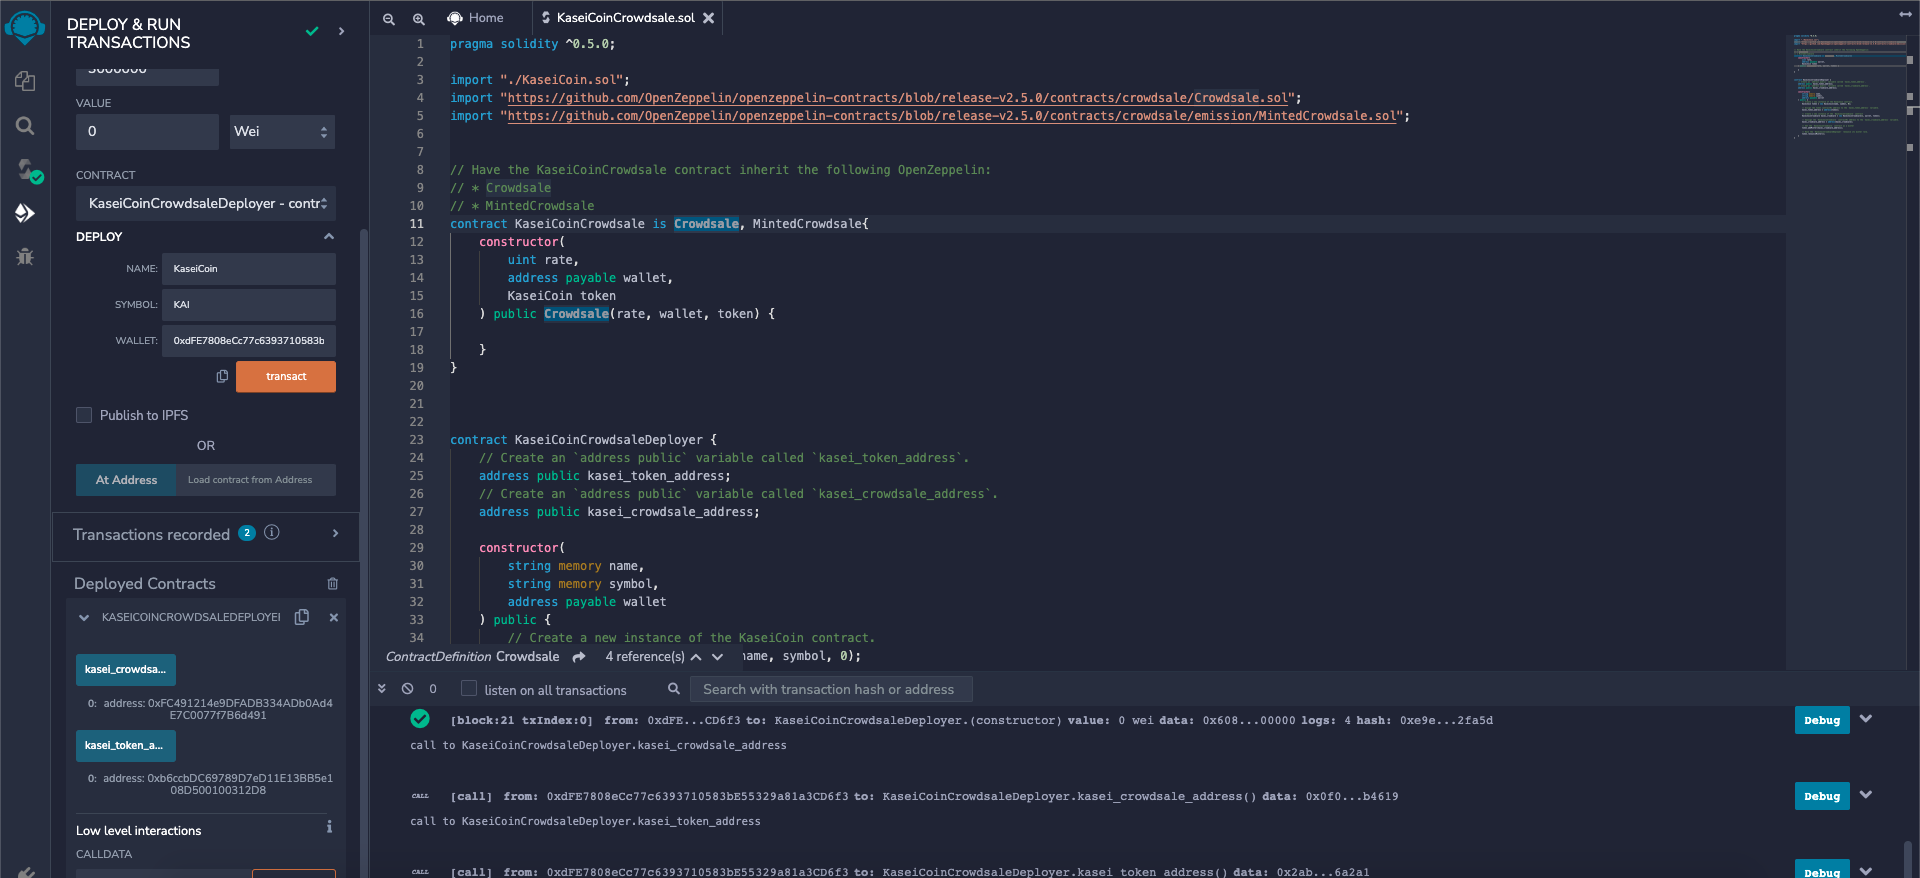 DEPLOY & RUN
TRANSACTIONS
3000000
VALUE
0
Wei
CONTRACT
KaseiCoinCrowdsaleDeployer - contr
DEPLOY
NAME:
KaseiCoin
SYMBOL:
KAI
WALLET:
0xdFE7808eCc77c6393710583b
transact
Publish to IPFS
OR
At Address
Load contract from Address
Transactions recorded 2 i
Deployed Contracts
KASEICOINCROWDSALEDEPLOYEI
kasei_crowdsa...
0: address: 0xFC491214e9DFADB334ADb0Ad4
E7C0077f7B6d491
kasei_token_a...
0: address: 0xb6ccbDC69789D7eD11E13BB5e1
08D500100312D8
Low level interactions
CALLDATA
Home
KaseiCoinCrowdsale.sol
1 pragma solidity ^0.5.0;
2
3 import "./KaseiCoin.sol";
4 import "https://github.com/OpenZeppelin/openzeppelin-contracts/blob/release-v2.5.0/contracts/crowdsale/Crowdsale.sol";
5 import "https://github.com/OpenZeppelin/openzeppelin-contracts/blob/release-v2.5.0/contracts/crowdsale/emission/MintedCrowdsale.sol";
6
7
8 // Have the KaseiCoinCrowdsale contract inherit the following OpenZeppelin:
9 // * Crowdsale
10 // * MintedCrowdsale
11 contract KaseiCoinCrowdsale is Crowdsale, MintedCrowdsale{
12 constructor(
13 uint rate,
14 address payable wallet,
15 KaseiCoin token
16 ) public Crowdsale(rate, wallet, token) {
17
18 }
19 }
20
21
22
23 contract KaseiCoinCrowdsaleDeployer {
24 // Create an `address public` variable called `kasei_token_address`.
25 address public kasei_token_address;
26 // Create an `address public` variable called `kasei_crowdsale_address`.
27 address public kasei_crowdsale_address;
28
29 constructor(
30 string memory name,
31 string memory symbol,
32 address payable wallet
33 ) public {
34 // Create a new instance of the KaseiCoin contract.
ContractDefinition Crowdsale 4 reference(s) name, symbol, 0);
0 listen on all transactions Search with transaction hash or address
[block:21 txIndex:0] from: 0xdFE...CD6f3 to: KaseiCoinCrowdsaleDeployer.(constructor) value: 0 wei data: 0x608...00000 logs: 4 hash: 0xe9e...2fa5d
Debug
call to KaseiCoinCrowdsaleDeployer.kasei_crowdsale_address
CALL [call] from: 0xdFE7808eCc77c6393710583bE55329a81a3CD6f3 to: KaseiCoinCrowdsaleDeployer.kasei_crowdsale_address() data: 0x0f0...b4619
Debug
call to KaseiCoinCrowdsaleDeployer.kasei_token_address
CALL [call] from: 0xdFE7808eCc77c6393710583bE55329a81a3CD6f3 to: KaseiCoinCrowdsaleDeployer.kasei_token_address() data: 0x2ab...6a2a1
Debug